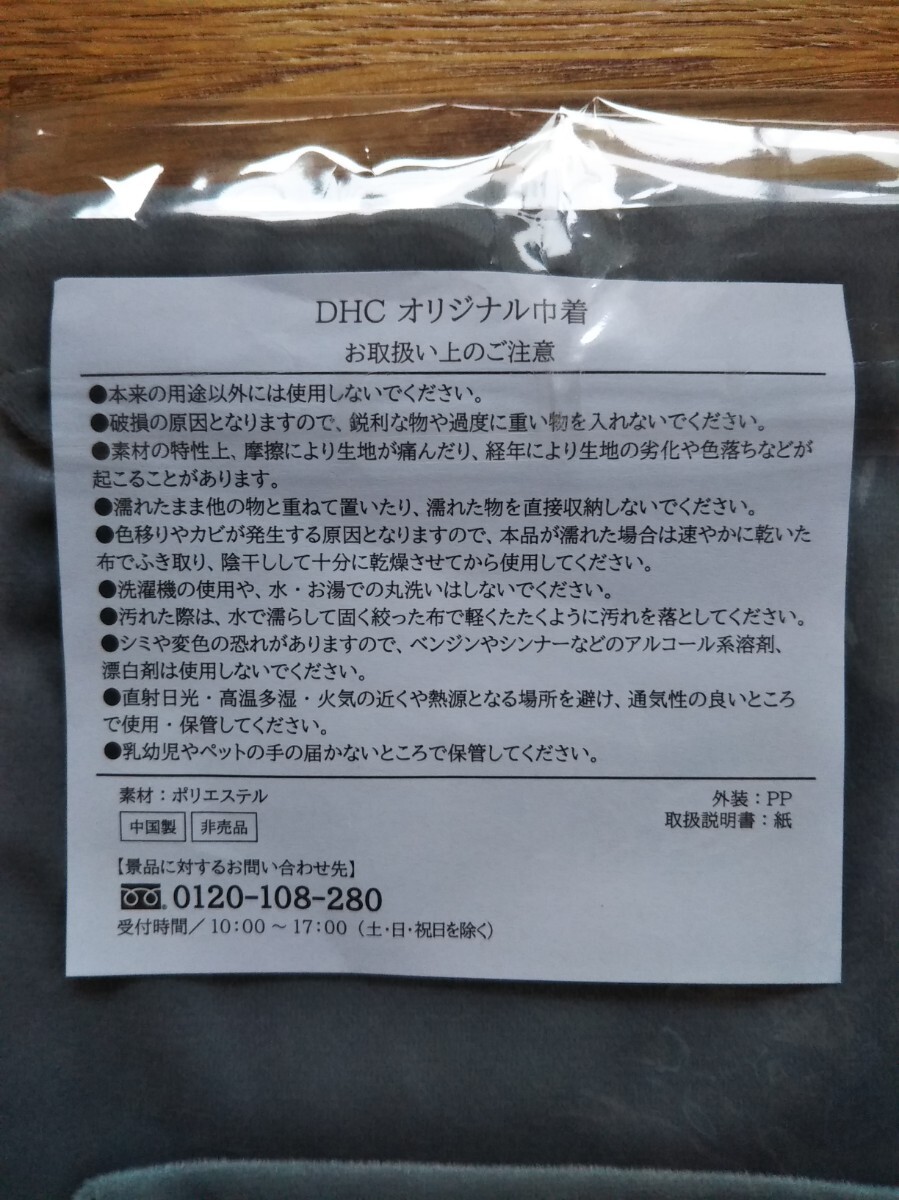 DHC オリジナル巾着
お取扱い上のご注意
●本来の用途以外には使用しないでください。
●破損の原因となりますので、鋭利な物や過度に重い物を入れないでください。
●素材の特性上、摩擦により生地が痛んだり、経年により生地の劣化や色落ちなどが
起こることがあります。
●濡れたまま他の物と重ねて置いたり、濡れた物を直接収納しないでください。
●色移りやカビが発生する原因となりますので、本品が濡れた場合は速やかに乾いた
布でふき取り、陰干しして十分に乾燥させてから使用してください。
●洗濯機の使用や、水・お湯での丸洗いはしないでください。
●汚れた際は、水で濡らして固く絞った布で軽くたたくように汚れを落としてください。
●シミや変色の恐れがありますので、ベンジンやシンナーなどのアルコール系溶剤、
漂白剤は使用しないでください。
●直射日光・高温多湿・火気の近くや熱源となる場所を避け、通気性の良いところ
で使用・保管してください。
●乳幼児やペットの手の届かないところで保管してください。
素材：ポリエステル
中国製 非売品
外装：PP
取扱説明書：紙
【景品に対するお問い合わせ先】
0120-108-280
受付時間／10：00～17：00（土・日・祝日を除く）